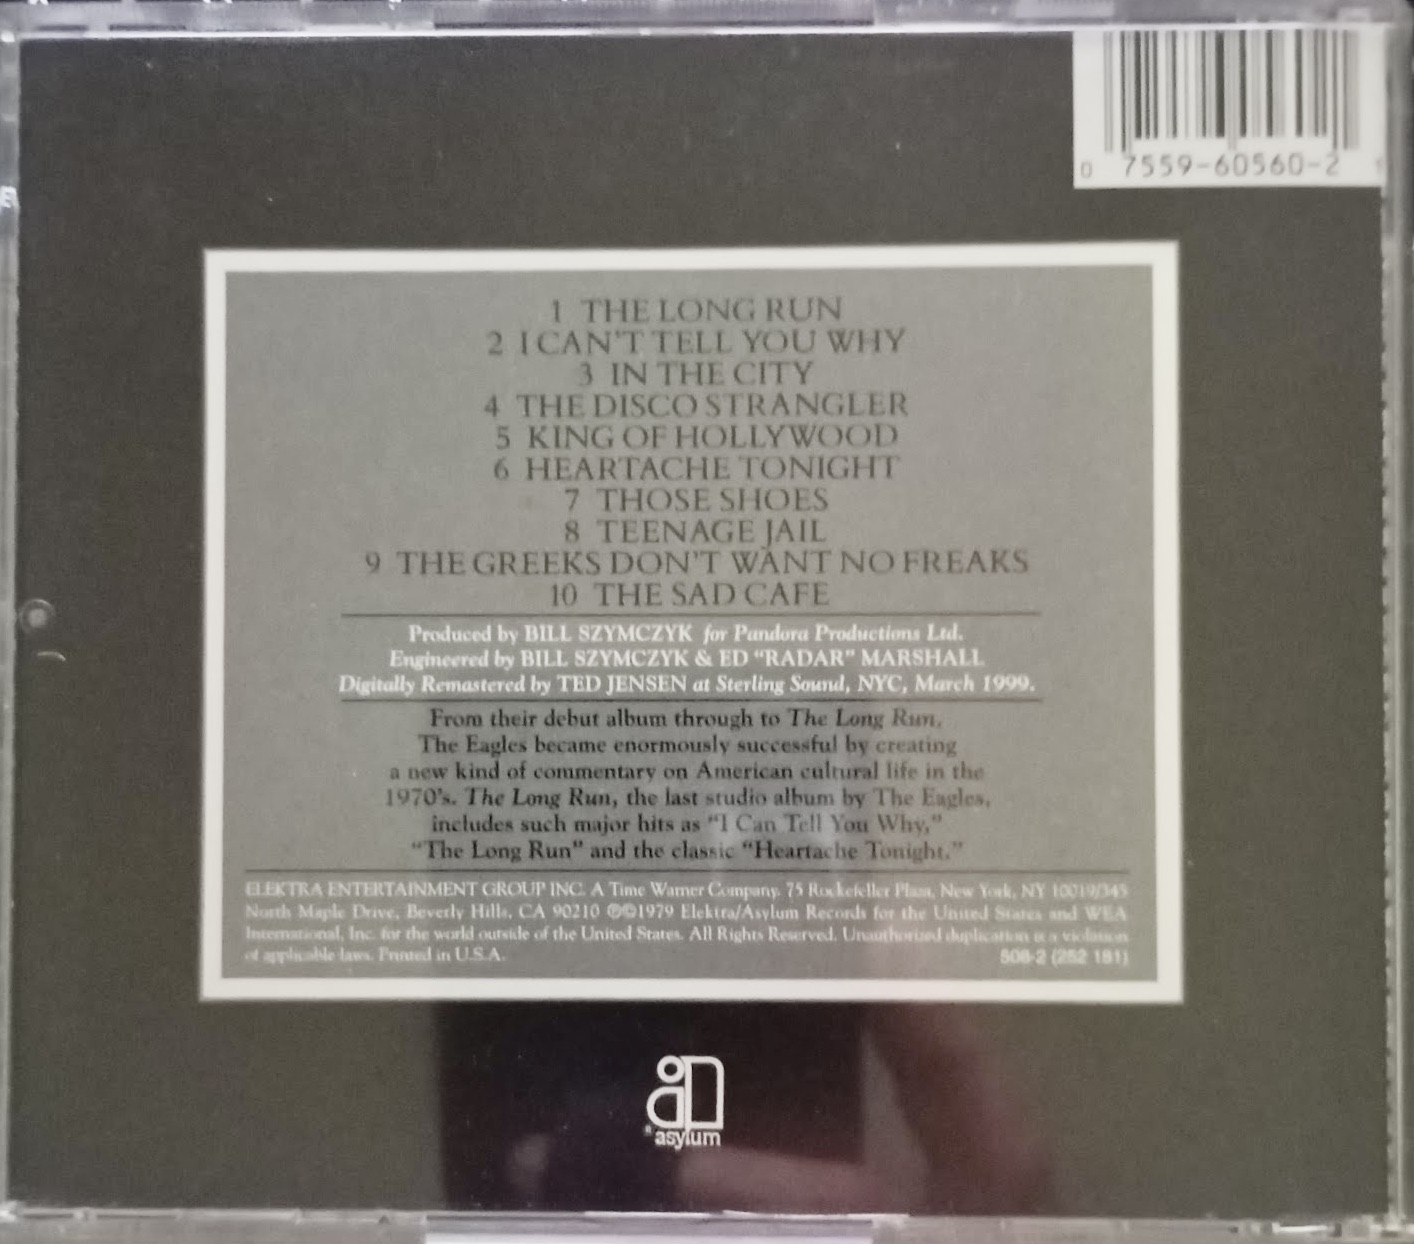 0 7559-60560-2 1
1 THE LONG RUN
2 I CAN'T TELL YOU WHY
3 IN THE CITY
4 THE DISCO STRANGLER
5 KING OF HOLLYWOOD
6 HEARTACHE TONIGHT
7 THOSE SHOES
8 TEENAGE JAIL
9 THE GREEKS DON'T WANT NO FREAKS
10 THE SAD CAFE
Produced by BILL SZYMCZYK for Pandora Productions Ltd.
Engineered by BILL SZYMCZYK & ED “RADAR” MARSHALL
Digitally Remastered by TED JENSEN at Sterling Sound, NYC, March 1999.
From their debut album through to The Long Run,
The Eagles became enormously successful by creating
a new kind of commentary on American cultural life in the
1970's. The Long Run, the last studio album by The Eagles,
includes such major hits as “I Can Tell You Why,”
“The Long Run” and the classic “Heartache Tonight.”
ELEKTRA ENTERTAINMENT GROUP INC. A Time Warner Company. 75 Rockefeller Plaza, New York, NY 10019/345
North Maple Drive, Beverly Hills, CA 90210 ℗©1979 Elektra/Asylum Records for the United States and WEA
International, Inc. for the world outside of the United States. All Rights Reserved. Unauthorized duplication is a violation
of applicable laws. Printed in U.S.A. 508-2 (252 181)
asylum